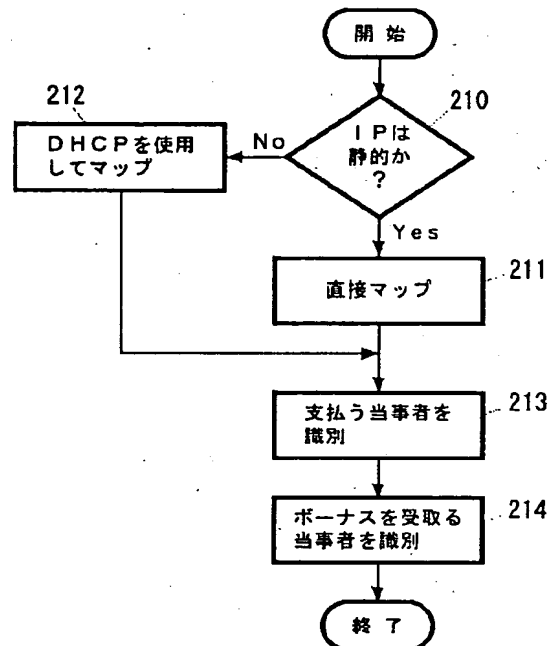 開始
210
IPは
静的か
?
No
212
DHCPを使用
してマップ
Yes
211
直接マップ
213
支払う当事者を
識別
214
ボーナスを受取る
当事者を識別
終了